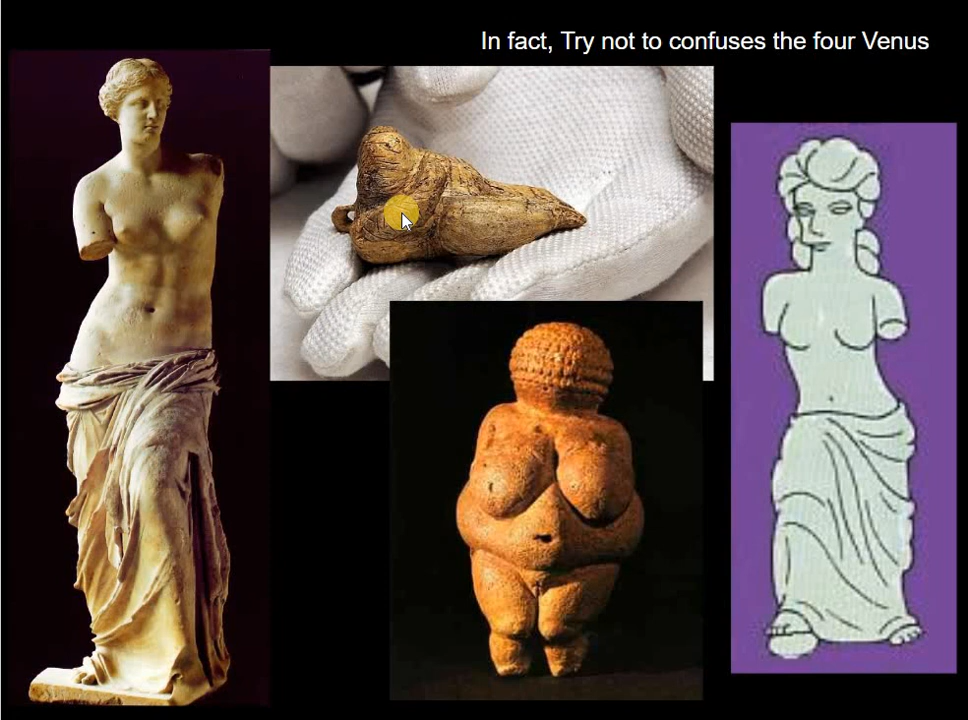 In fact, Try not to confuses the four Venus